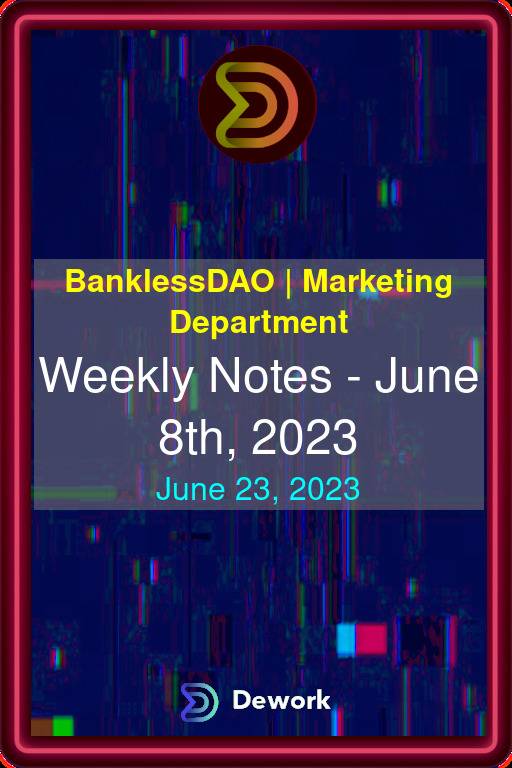 BanklessDAO | Marketing
Department
Weekly Notes - June
8th, 2023
June 23, 2023
Dework